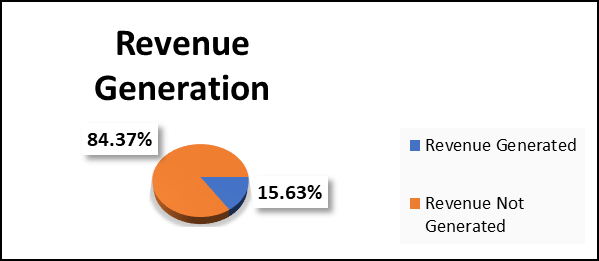 Revenue
Generation
84.37%
15.63%
Revenue Generated
Revenue Not
Generated